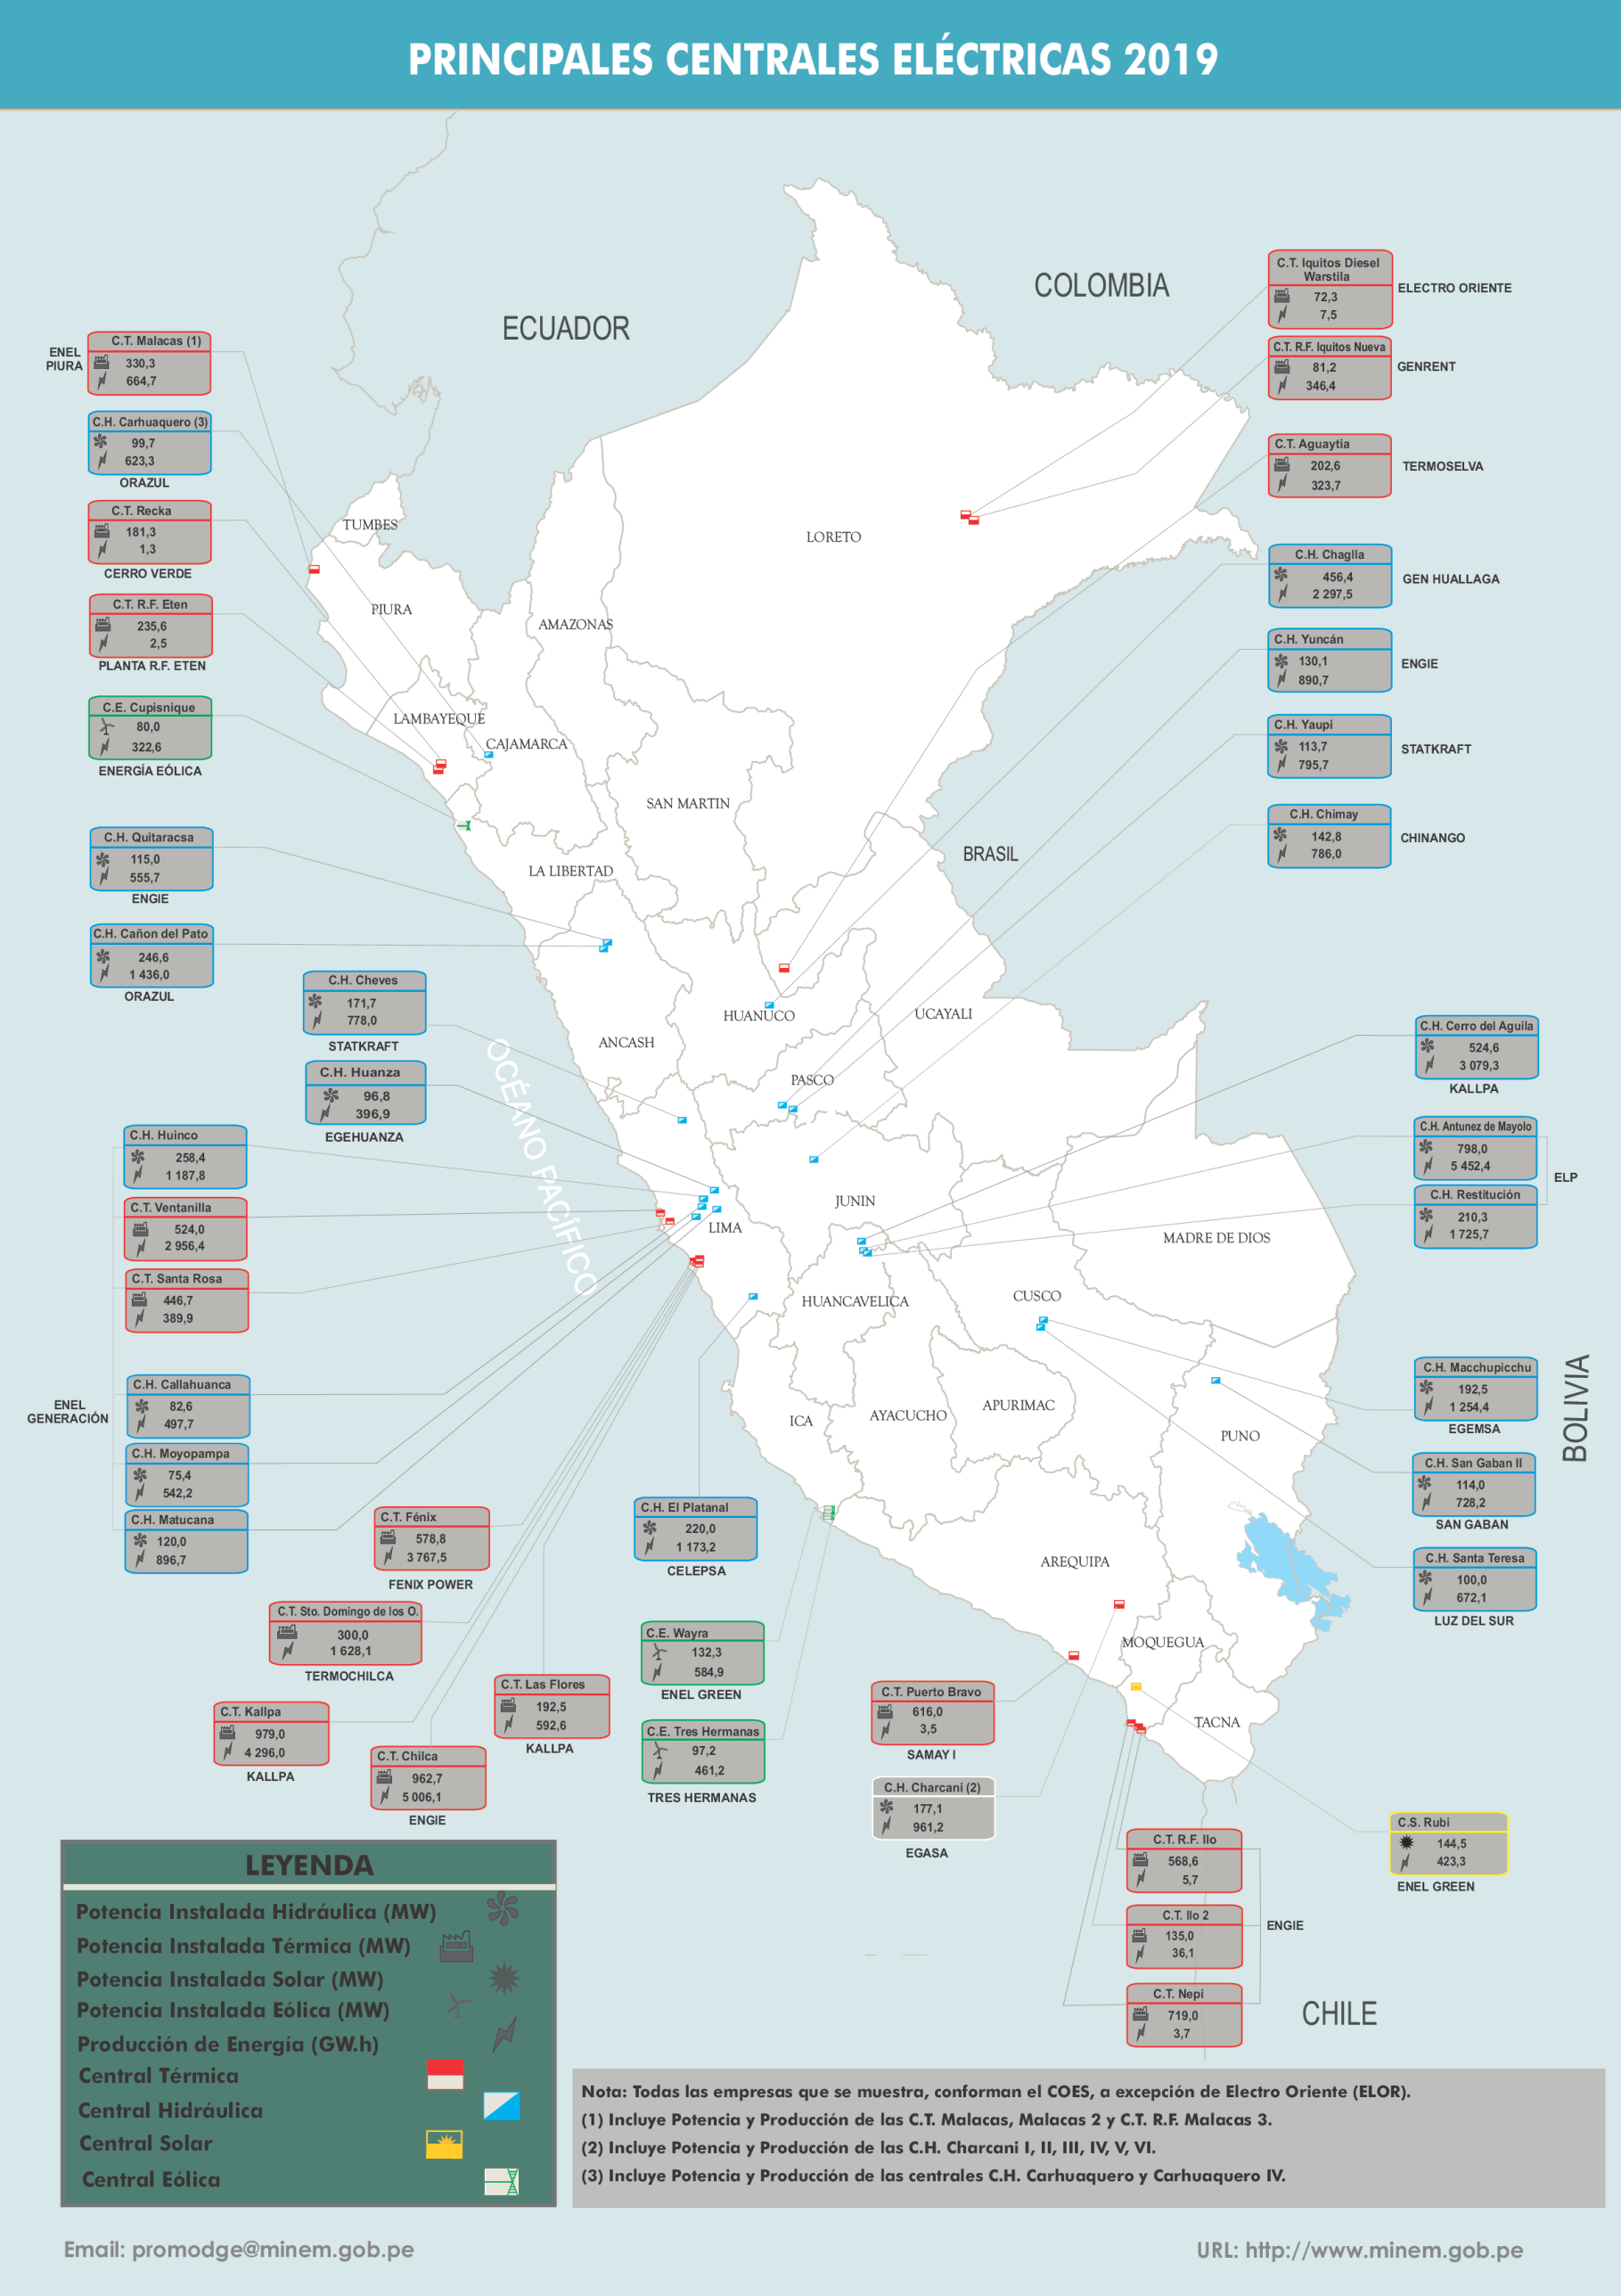 PRINCIPALES CENTRALES ELÉCTRICAS 2019
ECUADOR
COLOMBIA
BRASIL
BOLIVIA
CHILE
OCÉANO PACÍFICO
TUMBES
PIURA
LAMBAYEQUE
CAJAMARCA
AMAZONAS
LORETO
SAN MARTIN
LA LIBERTAD
ANCASH
HUANUCO
UCAYALI
PASCO
JUNIN
LIMA
HUANCAVELICA
MADRE DE DIOS
CUSCO
ICA
AYACUCHO
APURIMAC
PUNO
AREQUIPA
MOQUEGUA
TACNA
ENEL
PIURA
C.T. Malacas (1)
330,3
664,7
C.H. Carhuaquero (3)
99,7
623,3
ORAZUL
C.T. Recka
181,3
1,3
CERRO VERDE
C.T. R.F. Eten
235,6
2,5
PLANTA R.F. ETEN
C.E. Cupisnique
80,0
322,6
ENERGÍA EÓLICA
C.H. Quitaracsa
115,0
555,7
ENGIE
C.H. Cañon del Pato
246,6
1 436,0
ORAZUL
C.H. Cheves
171,7
778,0
STATKRAFT
C.H. Huanza
96,8
396,9
EGEHUANZA
C.H. Huinco
258,4
1 187,8
C.T. Ventanilla
524,0
2 956,4
C.T. Santa Rosa
446,7
389,9
ENEL
GENERACIÓN
C.H. Callahuanca
82,6
497,7
C.H. Moyopampa
75,4
542,2
C.H. Matucana
120,0
896,7
C.T. Fénix
578,8
3 767,5
FENIX POWER
C.T. Sto. Domingo de los O.
300,0
1 628,1
TERMOCHILCA
C.T. Kallpa
979,0
4 296,0
KALLPA
C.T. Chilca
962,7
5 006,1
ENGIE
C.T. Las Flores
192,5
592,6
KALLPA
C.H. El Platanal
220,0
1 173,2
CELEPSA
C.E. Wayra
132,3
584,9
ENEL GREEN
C.E. Tres Hermanas
97,2
461,2
TRES HERMANAS
C.T. Puerto Bravo
616,0
3,5
SAMAY I
C.H. Charcani (2)
177,1
961,2
EGASA
C.T. R.F. Ilo
568,6
5,7
C.T. Ilo 2
135,0
36,1
ENGIE
C.T. Nepi
719,0
3,7
C.S. Rubi
144,5
423,3
ENEL GREEN
C.T. Iquitos Diesel
Warstila
72,3
7,5
ELECTRO ORIENTE
C.T. R.F. Iquitos Nueva
81,2
346,4
GENRENT
C.T. Aguaytia
202,6
323,7
TERMOSELVA
C.H. Chaglla
456,4
2 297,5
GEN HUALLAGA
C.H. Yuncán
130,1
890,7
ENGIE
C.H. Yaupi
113,7
795,7
STATKRAFT
C.H. Chimay
142,8
786,0
CHINANGO
C.H. Cerro del Aguila
524,6
3 079,3
KALLPA
C.H. Antunez de Mayolo
798,0
5 452,4
ELP
C.H. Restitución
210,3
1 725,7
C.H. Macchupicchu
192,5
1 254,4
EGEMSA
C.H. San Gaban II
114,0
728,2
SAN GABAN
C.H. Santa Teresa
100,0
672,1
LUZ DEL SUR
LEYENDA
Potencia Instalada Hidráulica (MW)
Potencia Instalada Térmica (MW)
Potencia Instalada Solar (MW)
Potencia Instalada Eólica (MW)
Producción de Energía (GW.h)
Central Térmica
Central Hidráulica
Central Solar
Central Eólica
Nota: Todas las empresas que se muestra, conforman el COES, a excepción de Electro Oriente (ELOR).
(1) Incluye Potencia y Producción de las C.T. Malacas, Malacas 2 y C.T. R.F. Malacas 3.
(2) Incluye Potencia y Producción de las C.H. Charcani I, II, III, IV, V, VI.
(3) Incluye Potencia y Producción de las centrales C.H. Carhuaquero y Carhuaquero IV.
Email: promodge@minem.gob.pe
URL: http://www.minem.gob.pe